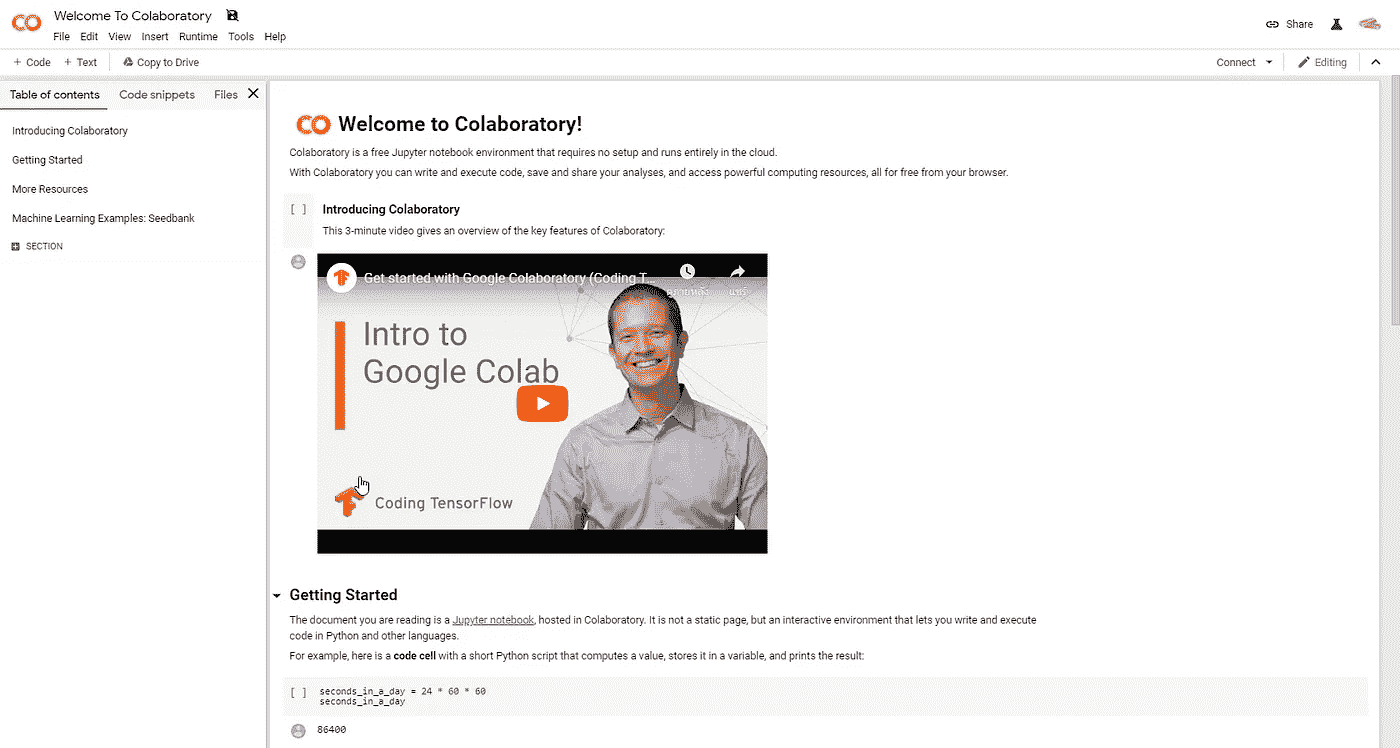 Welcome To Colaboratory
File Edit View Insert Runtime Tools Help
Share
+ Code + Text Copy to Drive
Connect Editing
Table of contents Code snippets Files
Introducing Colaboratory
Getting Started
More Resources
Machine Learning Examples: Seedbank
SECTION
CO Welcome to Colaboratory!
Colaboratory is a free Jupyter notebook environment that requires no setup and runs entirely in the cloud.
With Colaboratory you can write and execute code, save and share your analyses, and access powerful computing resources, all for free from your browser.
[ ] Introducing Colaboratory
This 3-minute video gives an overview of the key features of Colaboratory:
Get started with Google Colaboratory (Coding T...
แชร์
Intro to
Google Colab
Coding TensorFlow
Getting Started
The document you are reading is a Jupyter notebook, hosted in Colaboratory. It is not a static page, but an interactive environment that lets you write and execute
code in Python and other languages.
For example, here is a code cell with a short Python script that computes a value, stores it in a variable, and prints the result:
[ ] seconds_in_a_day = 24 * 60 * 60
seconds_in_a_day
86400